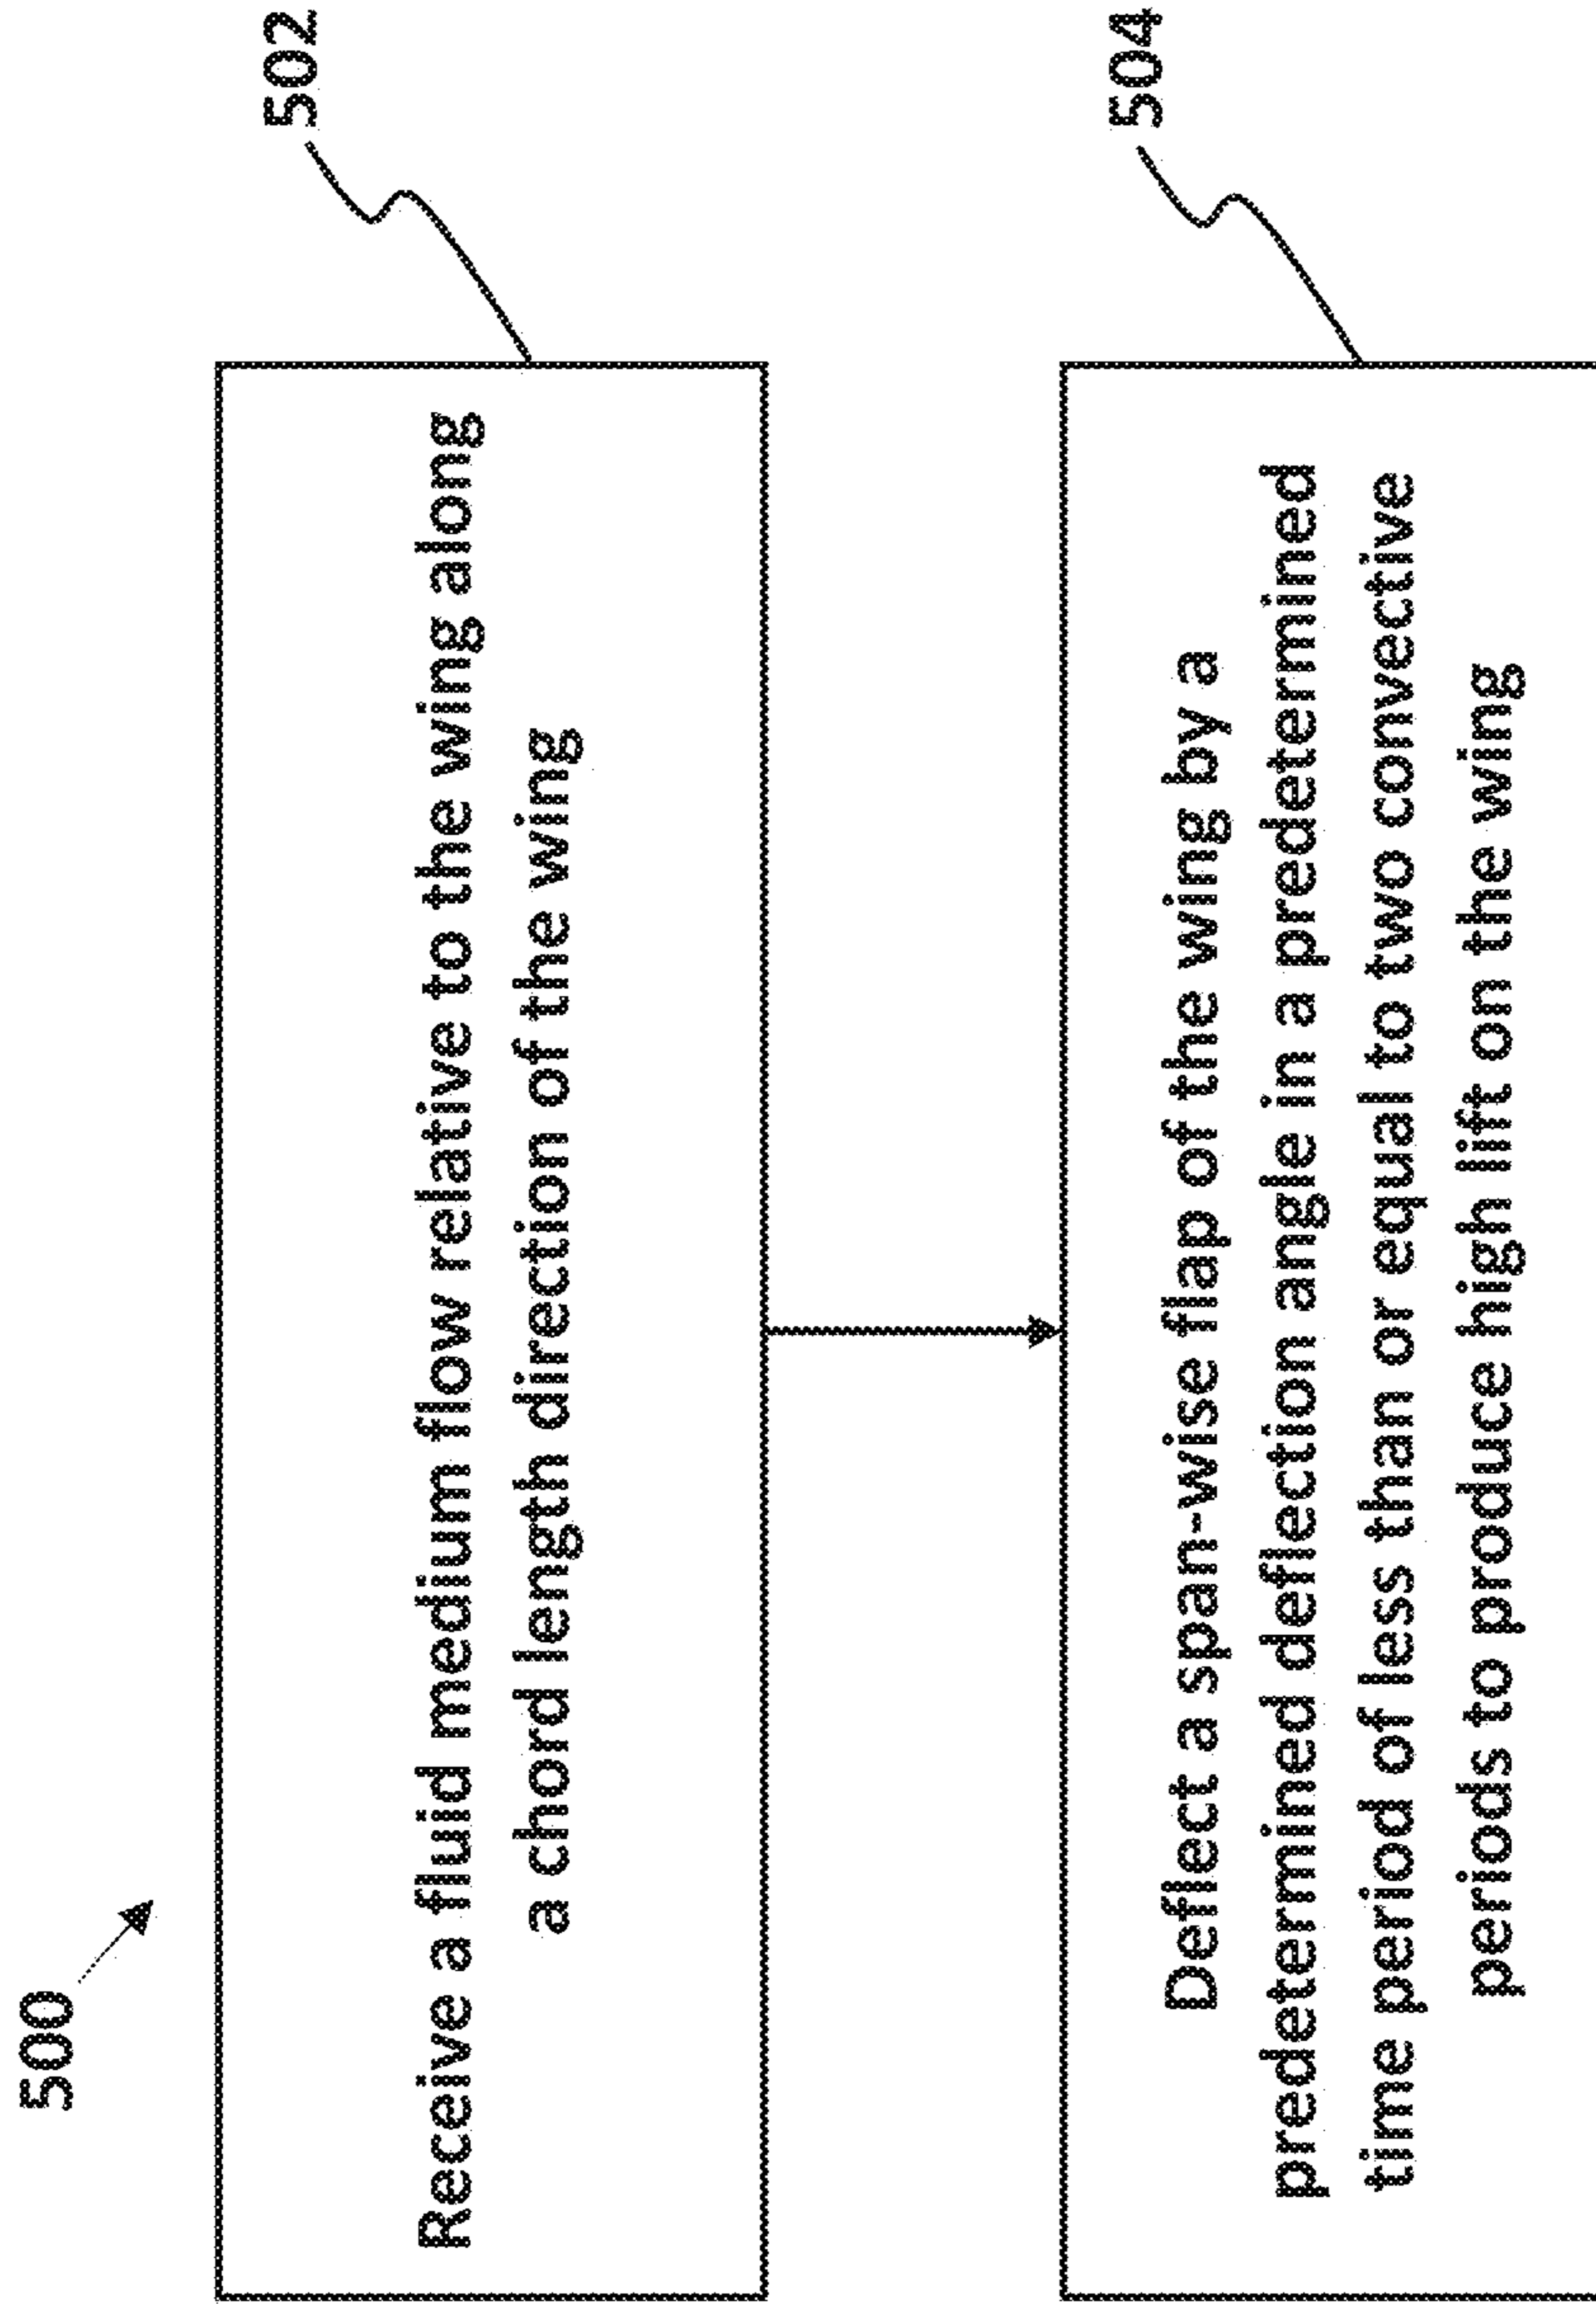 500
502
Receive a fluid medium flow relative to the wing along
a chord length direction of the wing
504
Deflect a span-wise flap of the wing by a
predetermined deflection angle in a predetermined
time period of less than or equal to two convective
periods to produce high lift on the wing